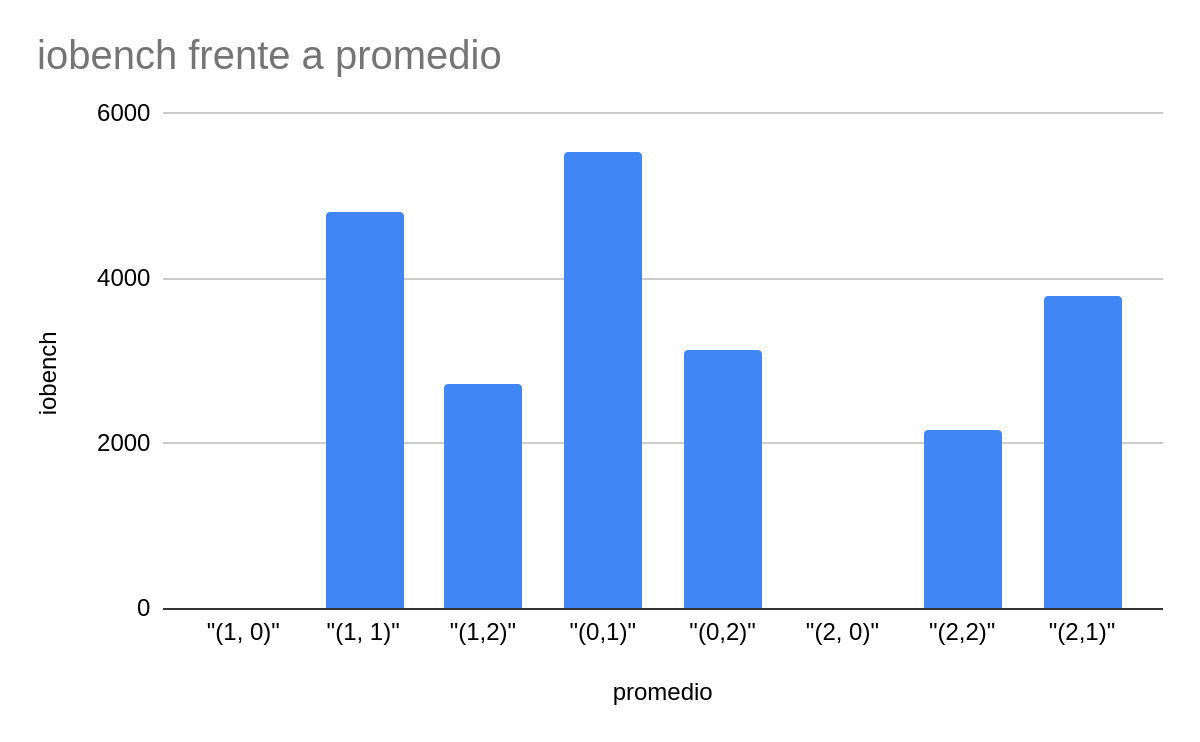 iobench frente a promedio
6000
4000
2000
0
iobench
"(1, 0)" "(1, 1)" "(1,2)" "(0,1)" "(0,2)" "(2, 0)" "(2,2)" "(2,1)"
promedio